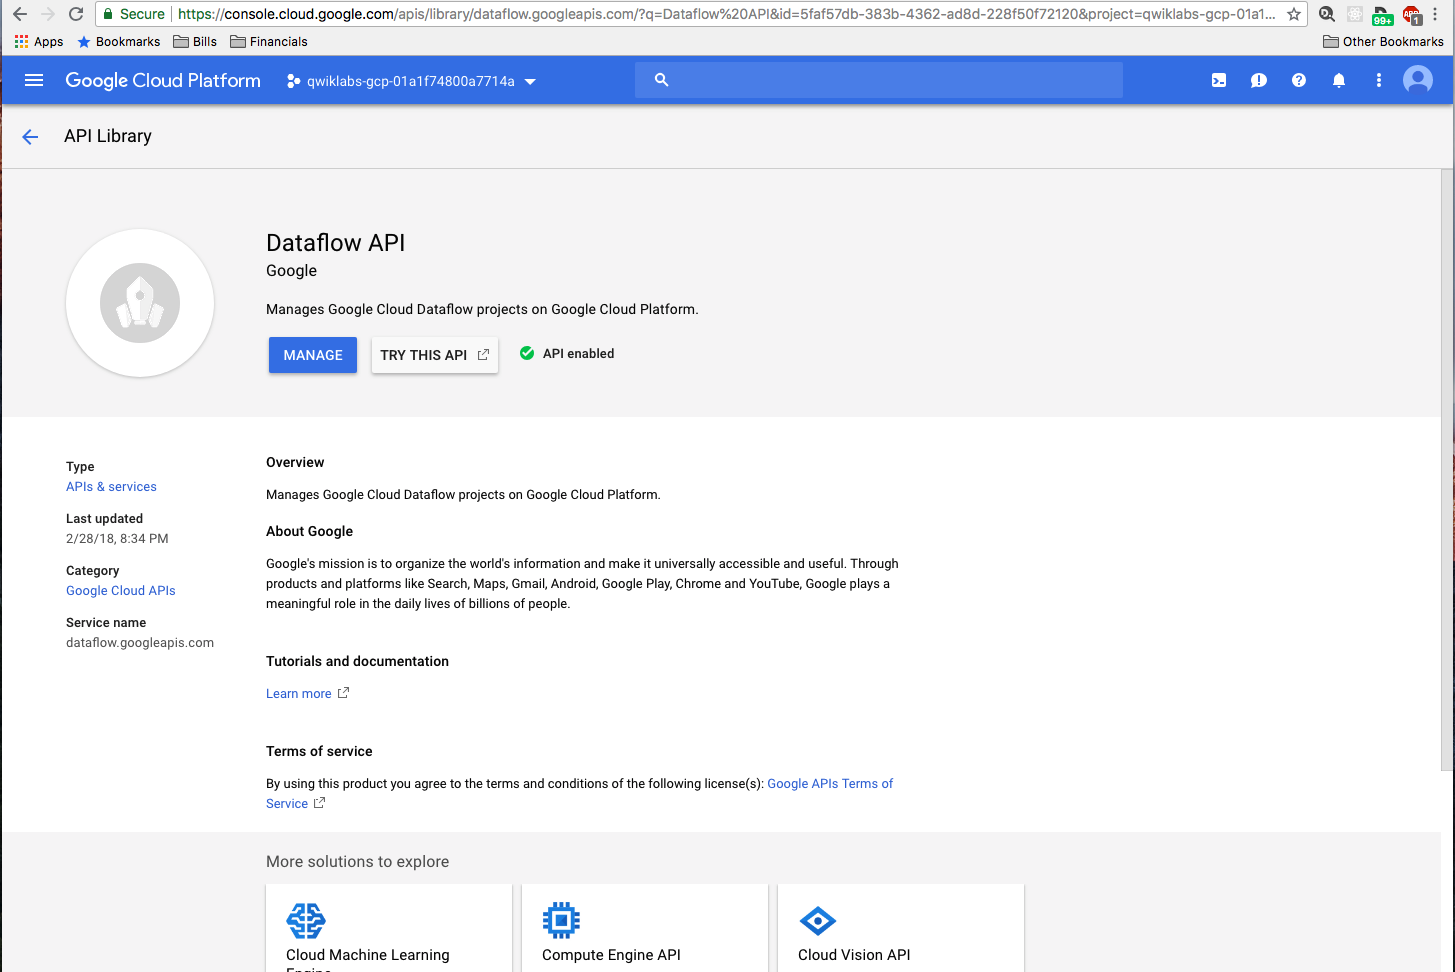 Secure https://console.cloud.google.com/apis/library/dataflow.googleapis.com/?q=Dataflow%20API&id=5faf57db-383b-4362-ad8d-228f50f72120&project=qwiklabs-gcp-01a1...
99+
1
Apps Bookmarks Bills Financials Other Bookmarks
Google Cloud Platform qwiklabs-gcp-01a1f74800a7714a
API Library
Dataflow API
Google
Manages Google Cloud Dataflow projects on Google Cloud Platform.
MANAGE TRY THIS API API enabled
Type
APIs & services
Last updated
2/28/18, 8:34 PM
Category
Google Cloud APIs
Service name
dataflow.googleapis.com
Overview
Manages Google Cloud Dataflow projects on Google Cloud Platform.
About Google
Google's mission is to organize the world's information and make it universally accessible and useful. Through
products and platforms like Search, Maps, Gmail, Android, Google Play, Chrome and YouTube, Google plays a
meaningful role in the daily lives of billions of people.
Tutorials and documentation
Learn more
Terms of service
By using this product you agree to the terms and conditions of the following license(s): Google APIs Terms of
Service
More solutions to explore
Cloud Machine Learning
Engine
Compute Engine API
Cloud Vision API